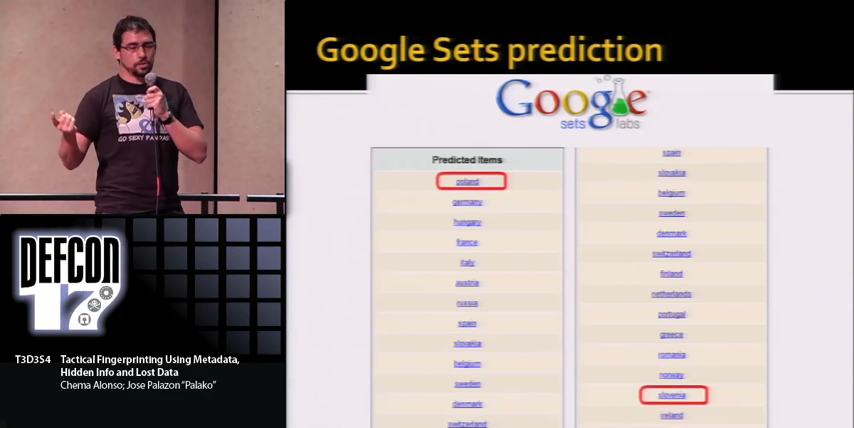 Google Sets prediction
Google
sets labs
Predicted Items
poland
germany
hungary
france
italy
austria
russia
spain
slovakia
belgium
sweden
denmark
switzerland
spain
slovakia
belgium
sweden
denmark
switzerland
finland
netherlands
portugal
greece
romania
norway
slovenia
ireland
GO SEXY PANDAS
DEFCON
17
T3D3S4 Tactical Fingerprinting Using Metadata,
Hidden Info and Lost Data
Chema Alonso; Jose Palazon “Palako”